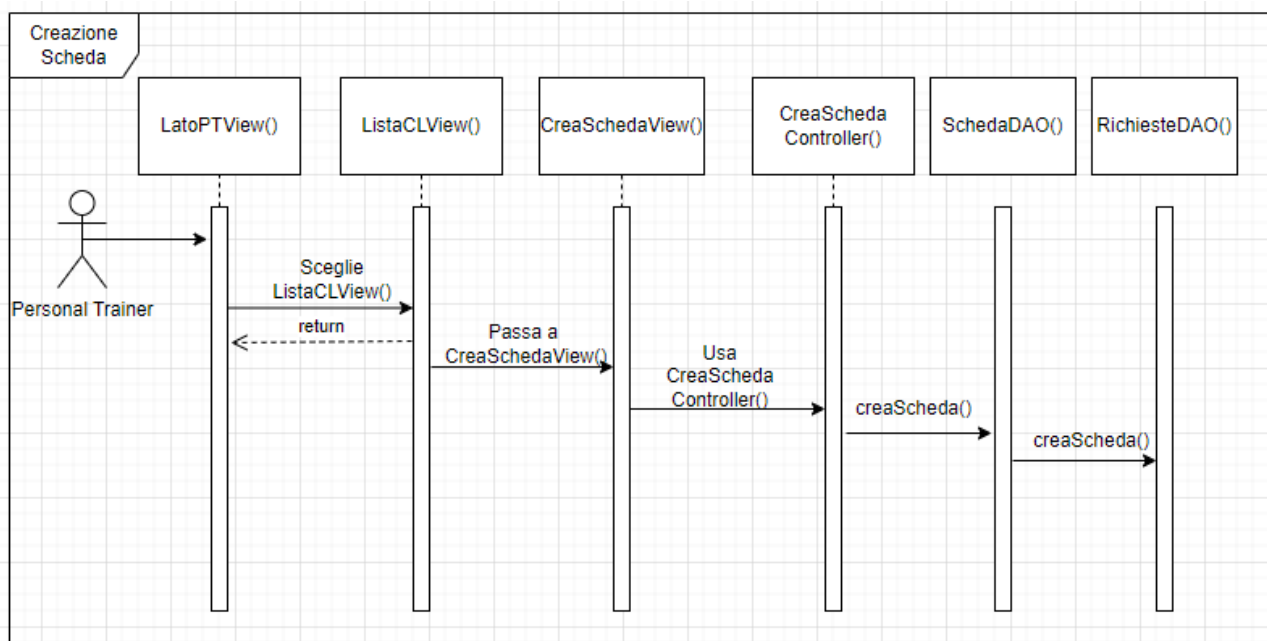 Creazione
Scheda
LatoPTView()
ListaCLView()
CreaSchedaView()
CreaScheda
Controller()
SchedaDAO()
RichiesteDAO()
Personal Trainer
Sceglie
ListaCLView()
return
Passa a
CreaSchedaView()
Usa
CreaScheda
Controller()
creaScheda()
creaScheda()